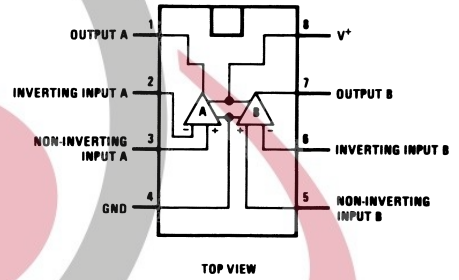 1
8
OUTPUT A
V+
2
7
INVERTING INPUT A
OUTPUT B
A
B
-
+
+
-
NON-INVERTING
INPUT A
3
6
INVERTING INPUT B
4
5
GND
NON-INVERTING
INPUT B
TOP VIEW